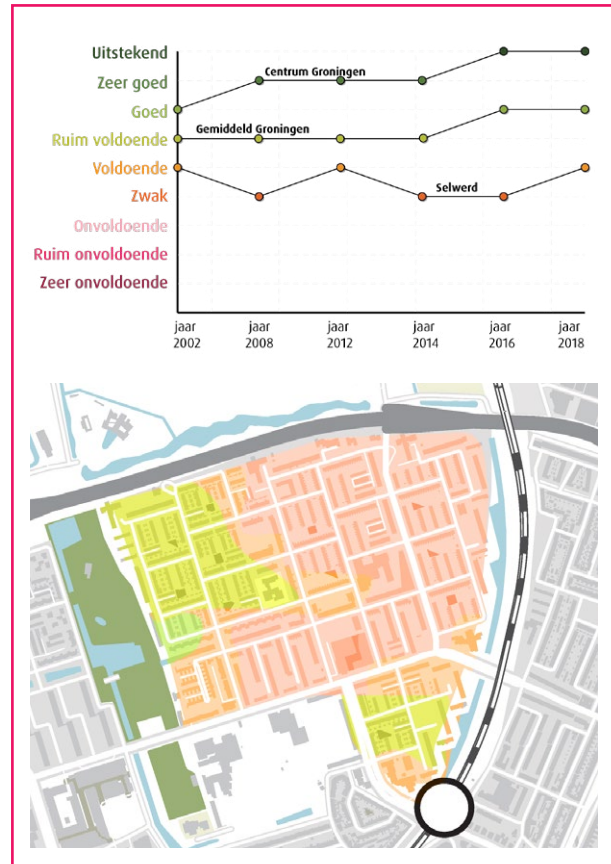 Uitstekend
Zeer goed
Goed
Ruim voldoende
Voldoende
Zwak
Onvoldoende
Ruim onvoldoende
Zeer onvoldoende
Centrum Groningen
Gemiddeld Groningen
Selwerd
jaar
2002
jaar
2008
jaar
2012
jaar
2014
jaar
2016
jaar
2018